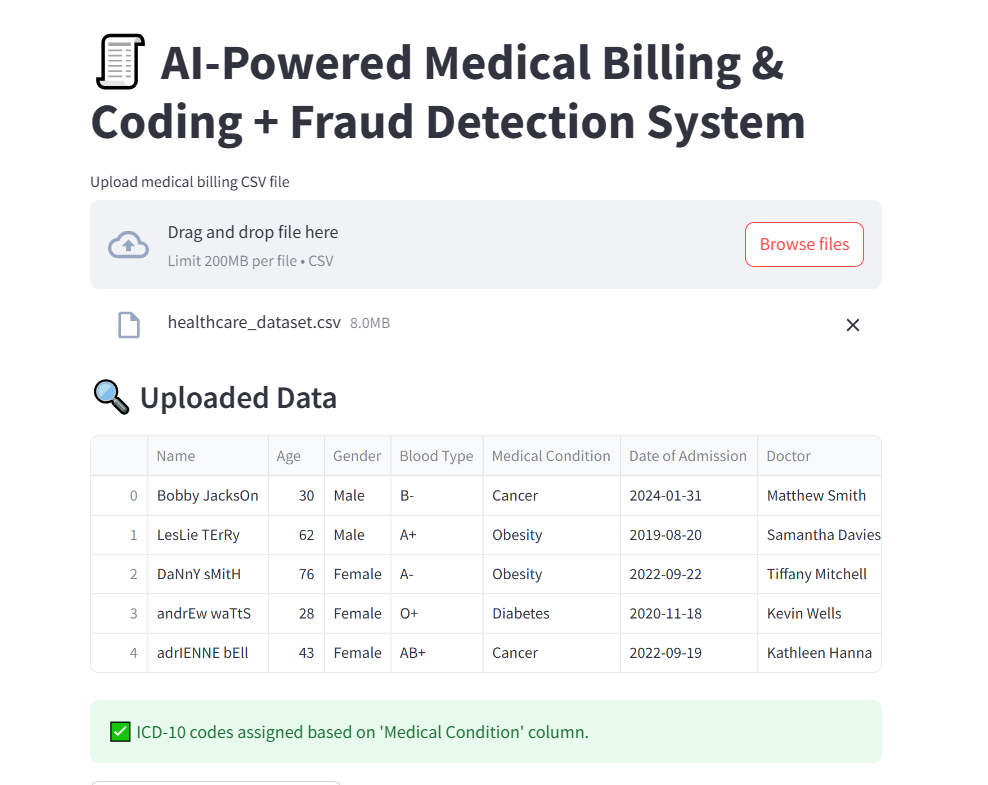 AI-Powered Medical Billing &
Coding + Fraud Detection System
Upload medical billing CSV file
Drag and drop file here
Limit 200MB per file • CSV
Browse files
healthcare_dataset.csv 8.0MB
Uploaded Data
Name Age Gender Blood Type Medical Condition Date of Admission Doctor
0 Bobby JacksOn 30 Male B- Cancer 2024-01-31 Matthew Smith
1 LesLie TErRy 62 Male A+ Obesity 2019-08-20 Samantha Davies
2 DaNnY sMitH 76 Female A- Obesity 2022-09-22 Tiffany Mitchell
3 andrEw waTtS 28 Female O+ Diabetes 2020-11-18 Kevin Wells
4 adrIENNE bEll 43 Female AB+ Cancer 2022-09-19 Kathleen Hanna
ICD-10 codes assigned based on 'Medical Condition' column.